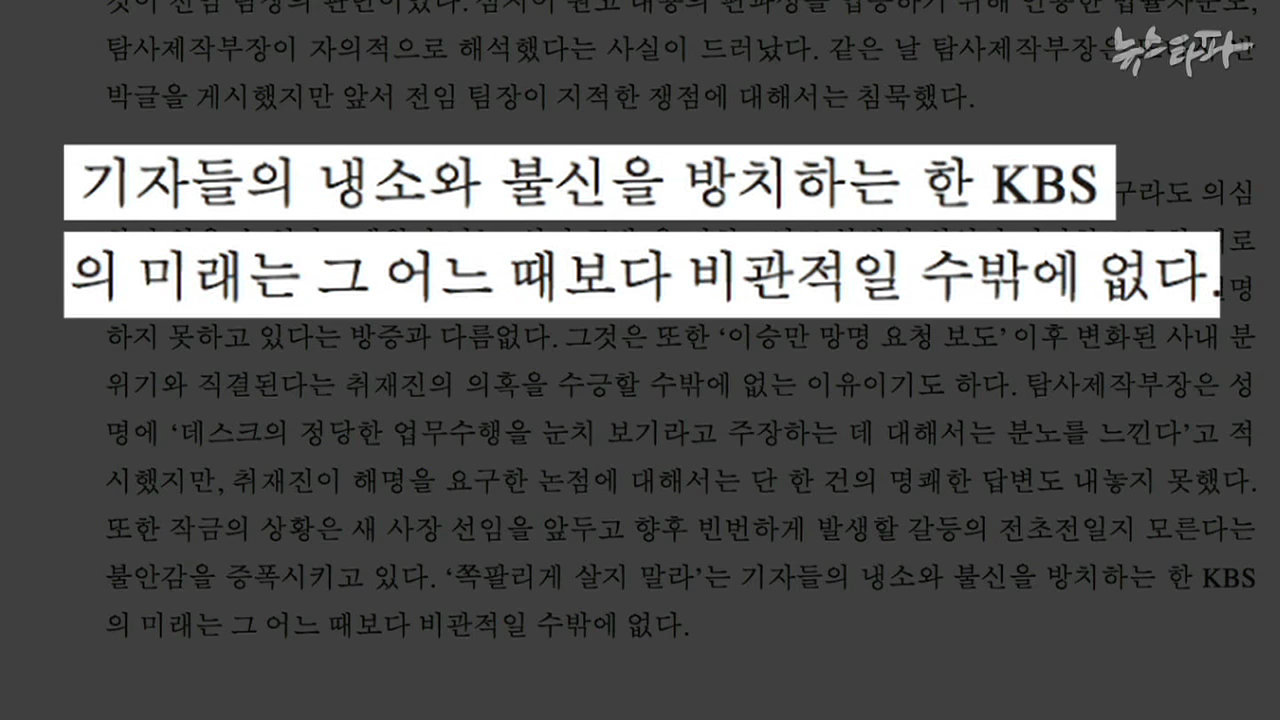 것이 전임 팀장의 판단이었다. 심지어 원고 내용의 편파성을 입증하기 위해 인용한 법률자문도,
뉴스타파
탐사제작부장이 자의적으로 해석했다는 사실이 드러났다. 같은 날 탐사제작부장은
박글을 게시했지만 앞서 전임 팀장이 지적한 쟁점에 대해서는 침묵했다.
기자들의 냉소와 불신을 방치하는 한 KBS
구라도 의심
의 미래는 그 어느 때보다 비관적일 수밖에 없다.
하지 못하고 있다는 방증과 다름없다. 그것은 또한 ‘이승만 망명 요청 보도’ 이후 변화된 사내 분
위기와 직결된다는 취재진의 의혹을 수긍할 수밖에 없는 이유이기도 하다. 탐사제작부장은 성
명에 ‘데스크의 정당한 업무수행을 눈치 보기라고 주장하는 데 대해서는 분노를 느낀다’고 적
시했지만, 취재진이 해명을 요구한 논점에 대해서는 단 한 건의 명쾌한 답변도 내놓지 못했다.
또한 작금의 상황은 새 사장 선임을 앞두고 향후 빈번하게 발생할 갈등의 전초전일지 모른다는
불안감을 증폭시키고 있다. ‘쪽팔리게 살지 말라’는 기자들의 냉소와 불신을 방치하는 한 KBS
의 미래는 그 어느 때보다 비관적일 수밖에 없다.